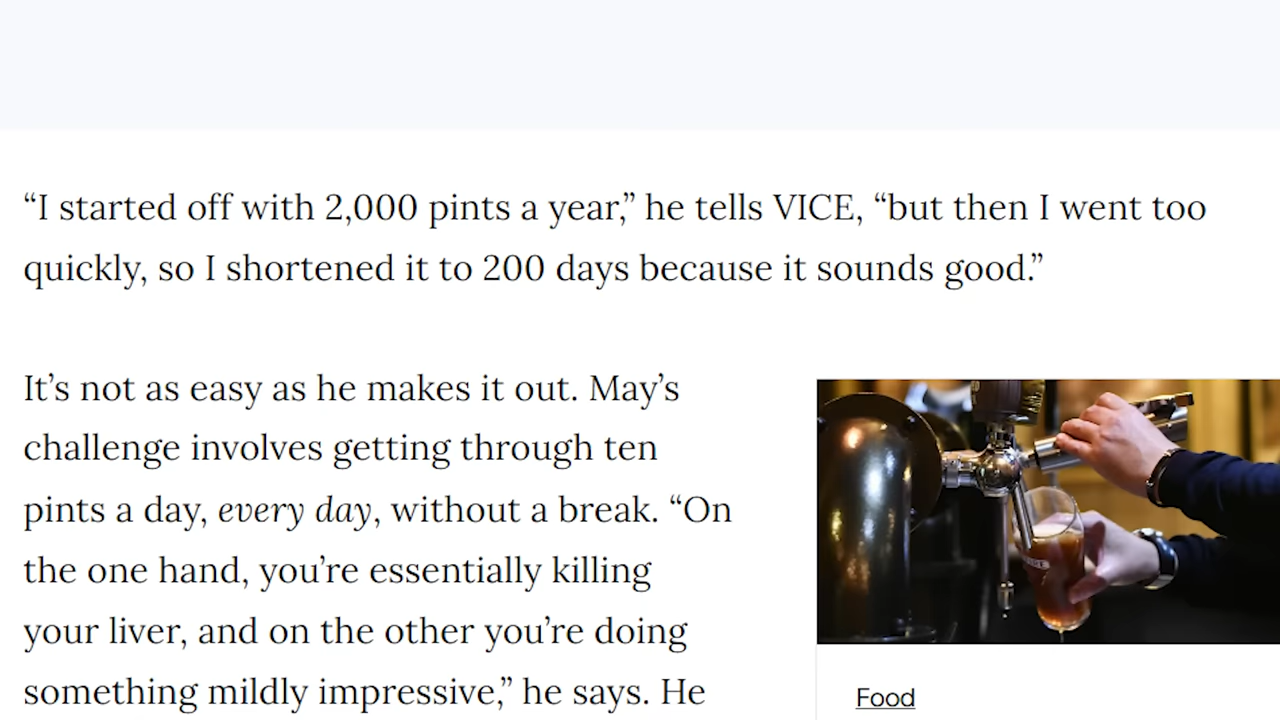 “I started off with 2,000 pints a year,” he tells VICE, “but then I went too
quickly, so I shortened it to 200 days because it sounds good.”
It’s not as easy as he makes it out. May’s
challenge involves getting through ten
pints a day, every day, without a break. “On
the one hand, you’re essentially killing
your liver, and on the other you’re doing
something mildly impressive,” he says. He
Food